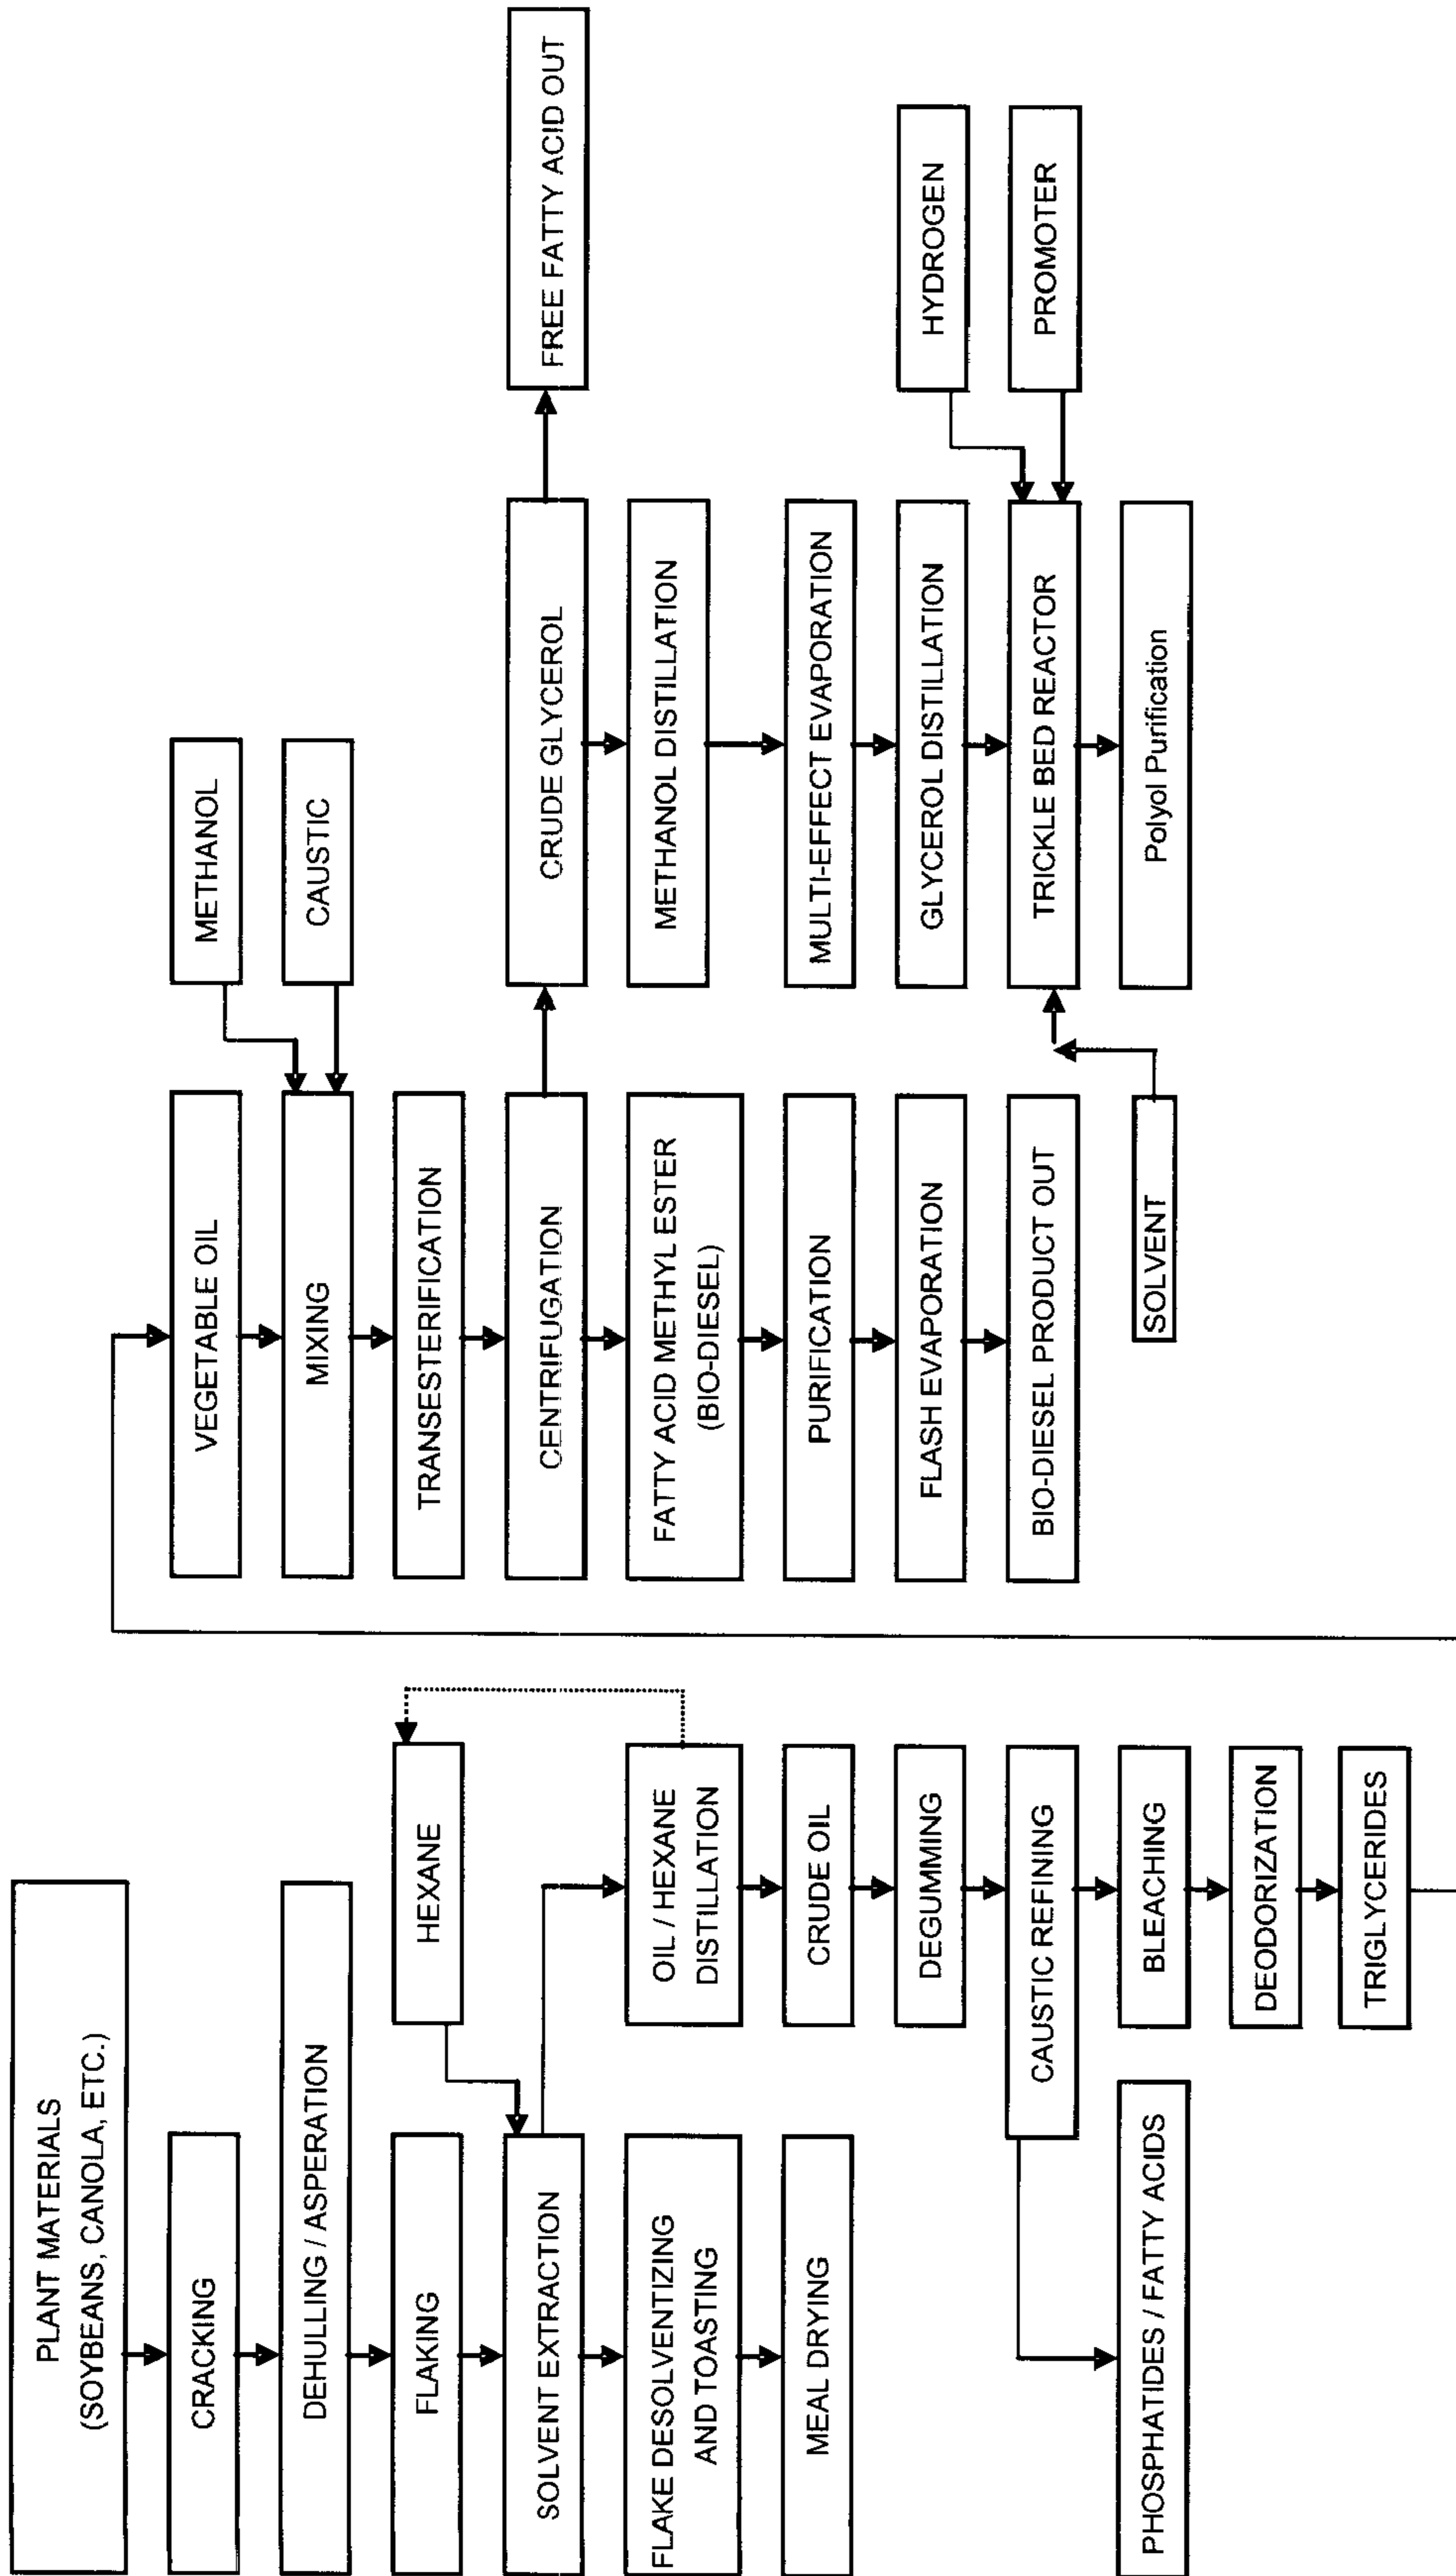 PLANT MATERIALS
(SOYBEANS, CANOLA, ETC.)
CRACKING
DEHULLING / ASPERATION
FLAKING
HEXANE
SOLVENT EXTRACTION
FLAKE DESOLVENTIZING
AND TOASTING
MEAL DRYING
OIL / HEXANE
DISTILLATION
CRUDE OIL
DEGUMMING
CAUSTIC REFINING
PHOSPHATIDES / FATTY ACIDS
BLEACHING
DEODORIZATION
TRIGLYCERIDES
VEGETABLE OIL
METHANOL
MIXING
CAUSTIC
TRANSESTERIFICATION
CENTRIFUGATION
FATTY ACID METHYL ESTER
(BIO-DIESEL)
PURIFICATION
FLASH EVAPORATION
BIO-DIESEL PRODUCT OUT
SOLVENT
CRUDE GLYCEROL
FREE FATTY ACID OUT
METHANOL DISTILLATION
MULTI-EFFECT EVAPORATION
GLYCEROL DISTILLATION
HYDROGEN
TRICKLE BED REACTOR
PROMOTER
Polyol Purification